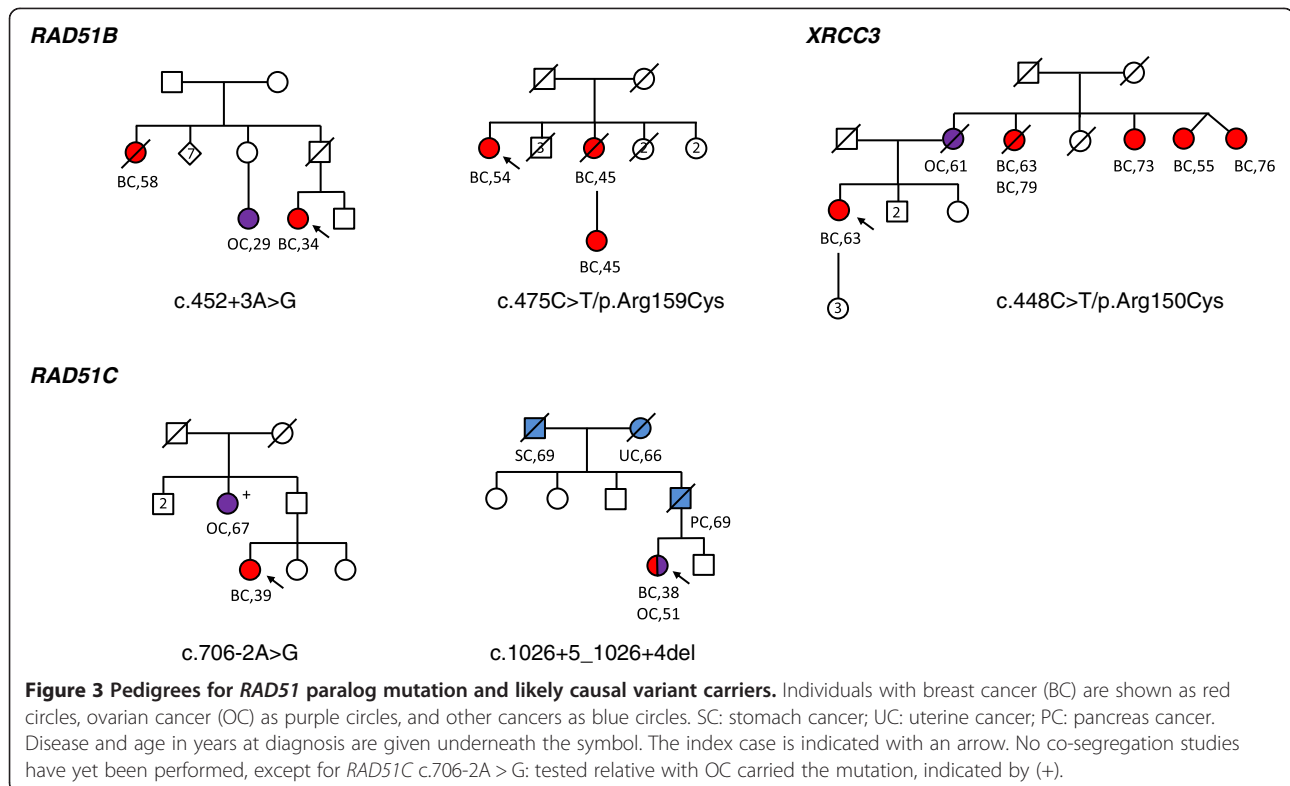 RAD51B
XRCC3
7
BC,58
OC,29 BC,34
c.452+3A>G
3
2
2
BC,54
BC,45
BC,45
c.475C>T/p.Arg159Cys
OC,61
BC,63
BC,79
BC,73
BC,55
BC,76
2
BC,63
3
c.448C>T/p.Arg150Cys
RAD51C
2
+
OC,67
BC,39
c.706-2A>G
SC,69
UC,66
PC,69
BC,38
OC,51
c.1026+5_1026+4del
Figure 3 Pedigrees for RAD51 paralog mutation and likely causal variant carriers. Individuals with breast cancer (BC) are shown as red
circles, ovarian cancer (OC) as purple circles, and other cancers as blue circles. SC: stomach cancer; UC: uterine cancer; PC: pancreas cancer.
Disease and age in years at diagnosis are given underneath the symbol. The index case is indicated with an arrow. No co-segregation studies
have yet been performed, except for RAD51C c.706-2A > G: tested relative with OC carried the mutation, indicated by (+).